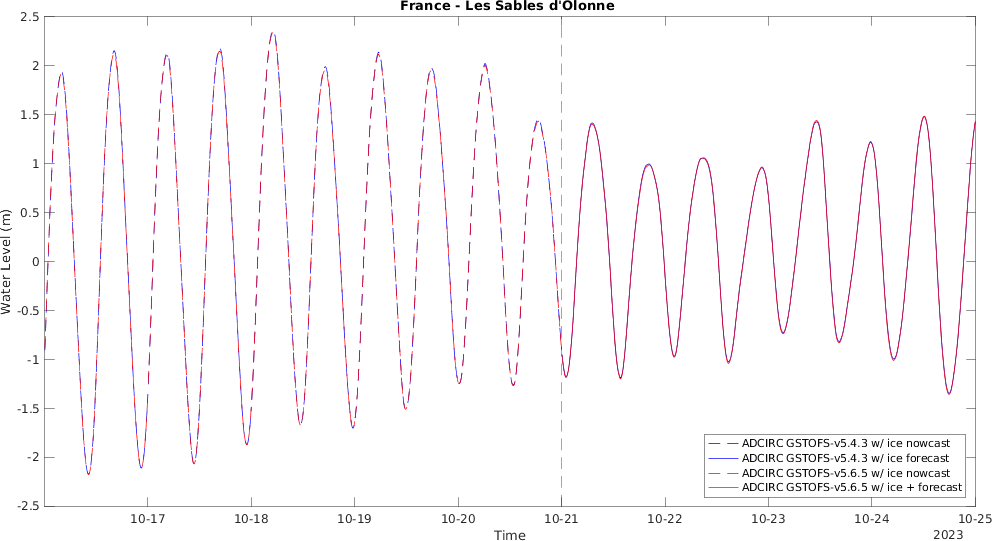 France - Les Sables d'Olonne
2.5
2
1.5
1
0.5
0
-0.5
-1
-1.5
-2
-2.5
Water Level (m)
ADCIRC GSTOFS-v5.4.3 w/ ice nowcast
ADCIRC GSTOFS-v5.4.3 w/ ice forecast
ADCIRC GSTOFS-v5.6.5 w/ ice nowcast
ADCIRC GSTOFS-v5.6.5 w/ ice + forecast
10-17 10-18 10-19 10-20 10-21 10-22 10-23 10-24 10-25
Time
2023